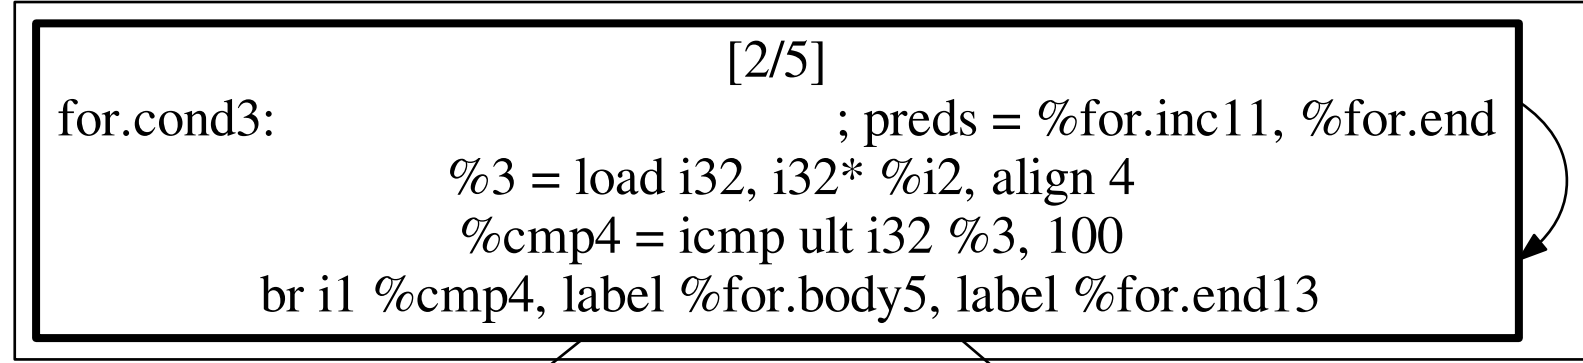 [2/5]
for.cond3: ; preds = %for.inc11, %for.end
%3 = load i32, i32* %i2, align 4
%cmp4 = icmp ult i32 %3, 100
br i1 %cmp4, label %for.body5, label %for.end13